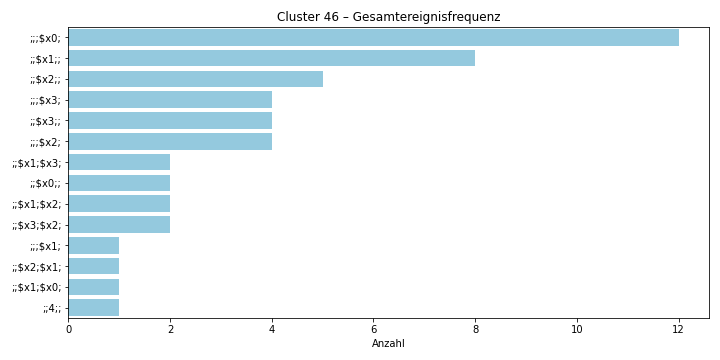 Cluster 46 – Gesamtereignisfrequenz
;;;$x0;
;;$x1;;
;;$x2;;
;;;$x3;
;;$x3;;
;;;$x2;
;;$x1;$x3;
;;$x0;;
;;$x1;$x2;
;;$x3;$x2;
;;;$x1;
;;$x2;$x1;
;;$x1;$x0;
;;4;;
0 2 4 6 8 10 12
Anzahl